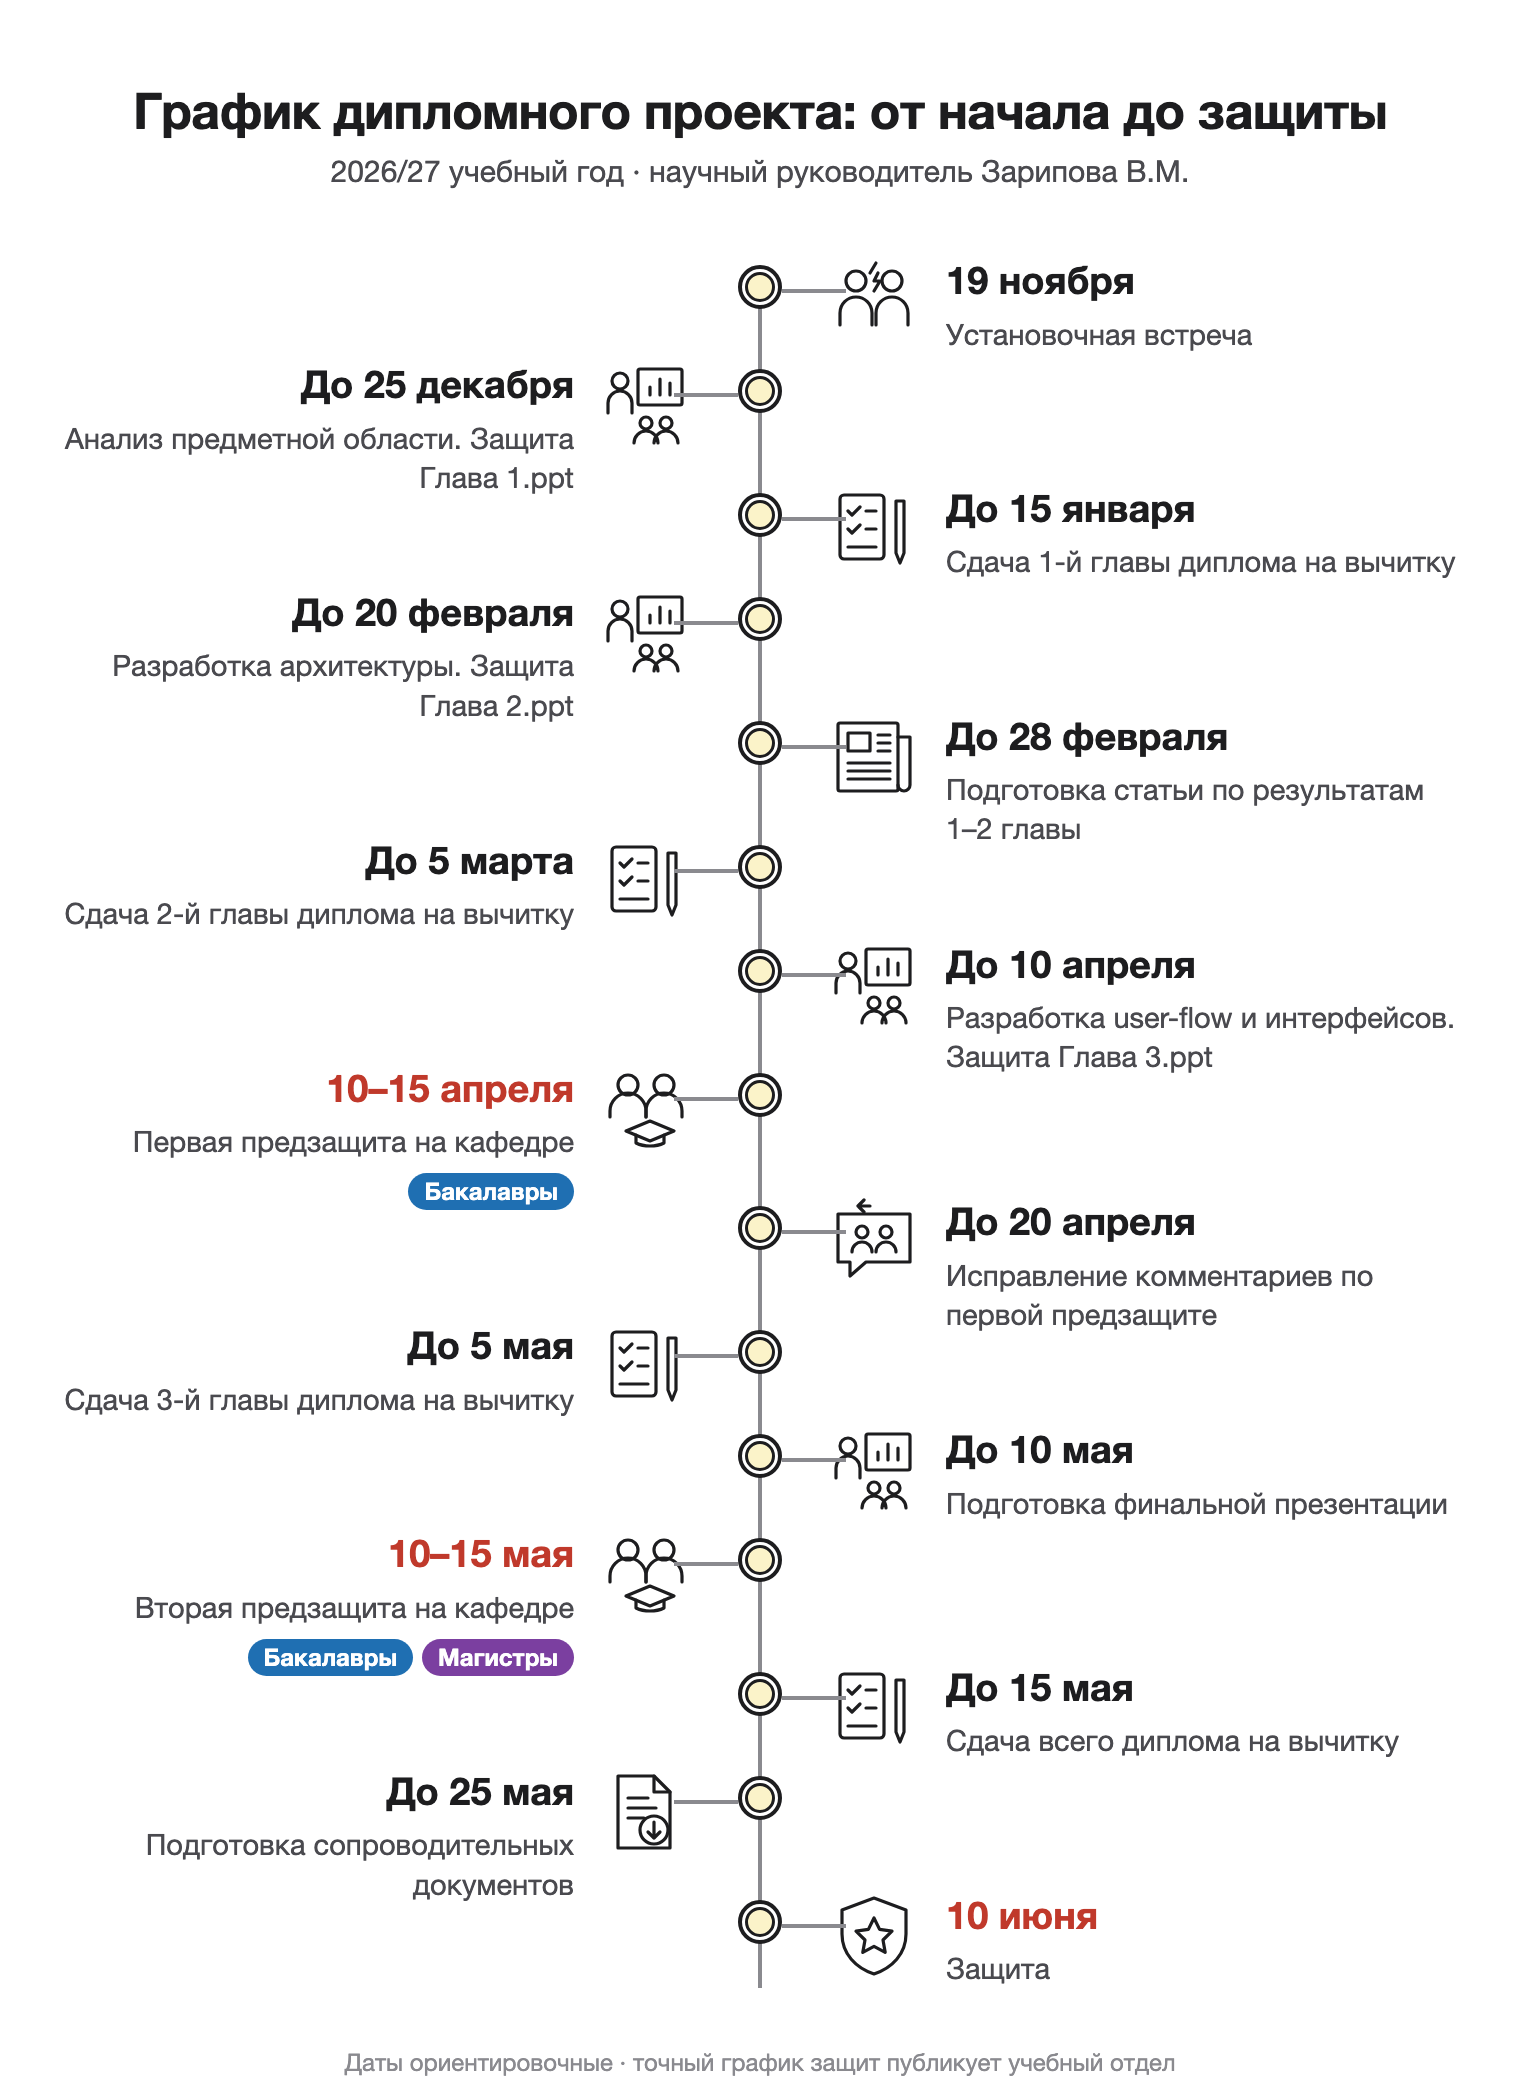 График дипломного проекта: от начала до защиты
2026/27 учебный год · научный руководитель Зарипова В.М.
19 ноября
Установочная встреча
До 25 декабря
Анализ предметной области. Защита
Глава 1.ppt
До 15 января
Сдача 1-й главы диплома на вычитку
До 20 февраля
Разработка архитектуры. Защита
Глава 2.ppt
До 28 февраля
Подготовка статьи по результатам
1–2 главы
До 5 марта
Сдача 2-й главы диплома на вычитку
До 10 апреля
Разработка user-flow и интерфейсов.
Защита Глава 3.ppt
10–15 апреля
Первая предзащита на кафедре
Бакалавры
До 20 апреля
Исправление комментариев по
первой предзащите
До 5 мая
Сдача 3-й главы диплома на вычитку
До 10 мая
Подготовка финальной презентации
10–15 мая
Вторая предзащита на кафедре
Бакалавры Магистры
До 15 мая
Сдача всего диплома на вычитку
До 25 мая
Подготовка сопроводительных
документов
10 июня
Защита
Даты ориентировочные · точный график защит публикует учебный отдел